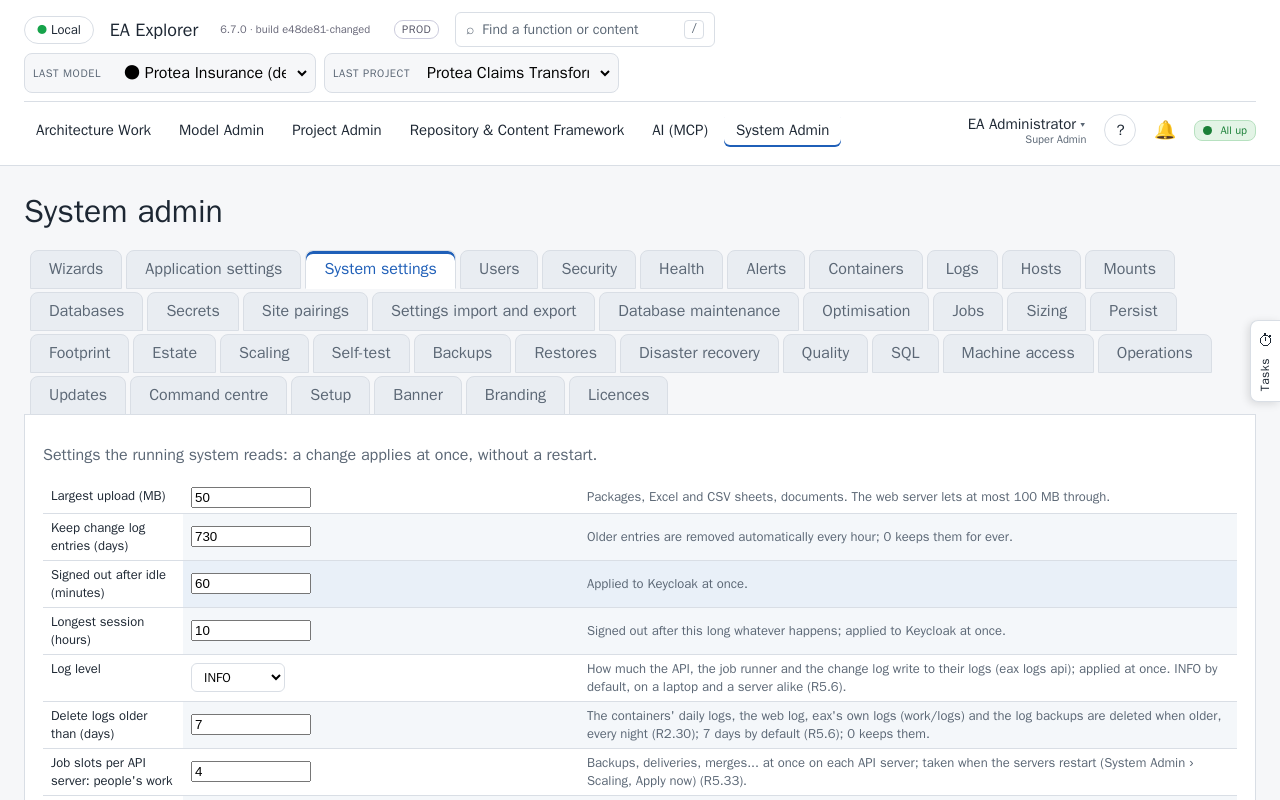 Local EA Explorer 6.7.0 · build e48de81-changed PROD ⌕ Find a function or content /
LAST MODEL Protea Insurance (de LAST PROJECT Protea Claims Transfor
Architecture Work Model Admin Project Admin Repository & Content Framework AI (MCP) System Admin EA Administrator ▾ ? All up
Super Admin
System admin
Wizards Application settings System settings Users Security Health Alerts Containers Logs Hosts Mounts
Databases Secrets Site pairings Settings import and export Database maintenance Optimisation Jobs Sizing Persist
Tasks
Footprint Estate Scaling Self-test Backups Restores Disaster recovery Quality SQL Machine access Operations
Updates Command centre Setup Banner Branding Licences
Settings the running system reads: a change applies at once, without a restart.
Largest upload (MB) 50 Packages, Excel and CSV sheets, documents. The web server lets at most 100 MB through.
Keep change log
entries (days) 730 Older entries are removed automatically every hour; 0 keeps them for ever.
Signed out after idle
(minutes) 60 Applied to Keycloak at once.
Longest session
(hours) 10 Signed out after this long whatever happens; applied to Keycloak at once.
Log level INFO How much the API, the job runner and the change log write to their logs (eax logs api); applied at once. INFO by
default, on a laptop and a server alike (R5.6).
Delete logs older
than (days) 7 The containers' daily logs, the web log, eax's own logs (work/logs) and the log backups are deleted when older,
every night (R2.30); 7 days by default (R5.6); 0 keeps them.
Job slots per API
server: people's work 4 Backups, deliveries, merges... at once on each API server; taken when the servers restart (System Admin ›
Scaling, Apply now) (R5.33).